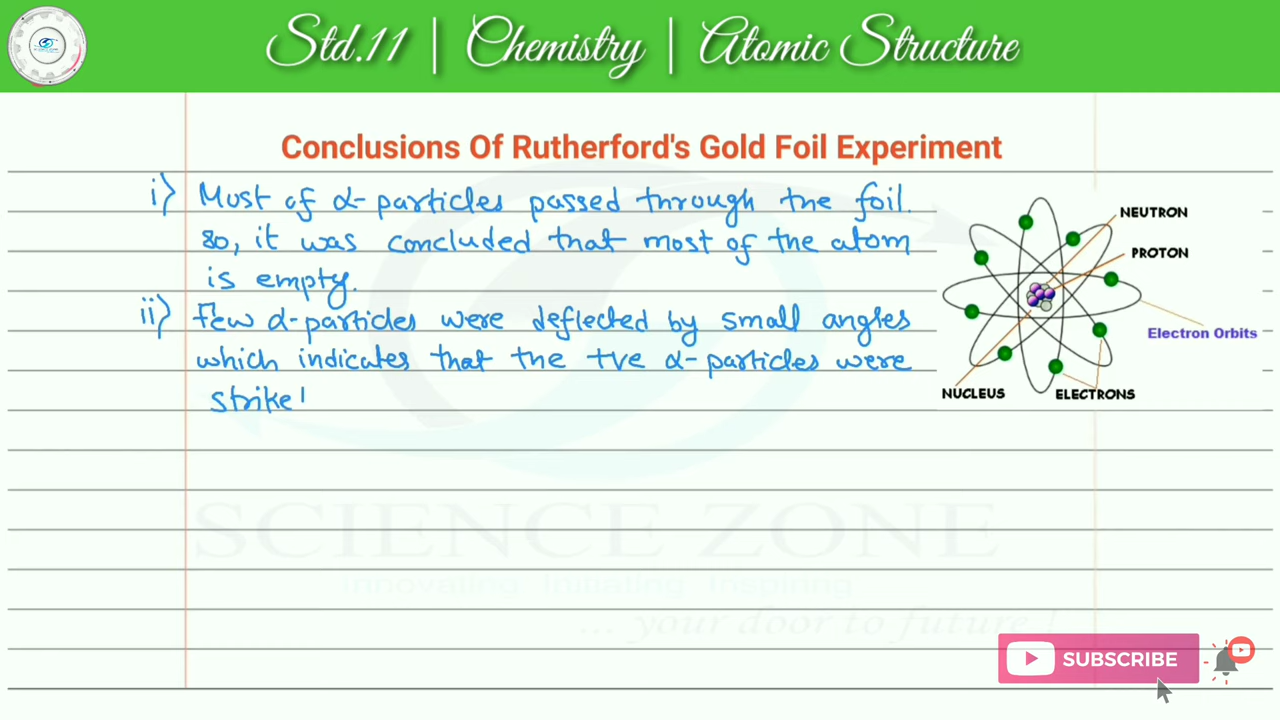 Std.11 | Chemistry | Atomic Structure
Conclusions Of Rutherford's Gold Foil Experiment
i) Most of α-particles passed through the foil.
so, it was concluded that most of the atom
is empty.
ii) Few α-particles were deflected by small angles
which indicates that the +ve α-particles were
strike
NEUTRON
PROTON
Electron Orbits
NUCLEUS
ELECTRONS
SCIENCE ZONE
Innovating Initiating Inspiring
... your door to future !
SUBSCRIBE